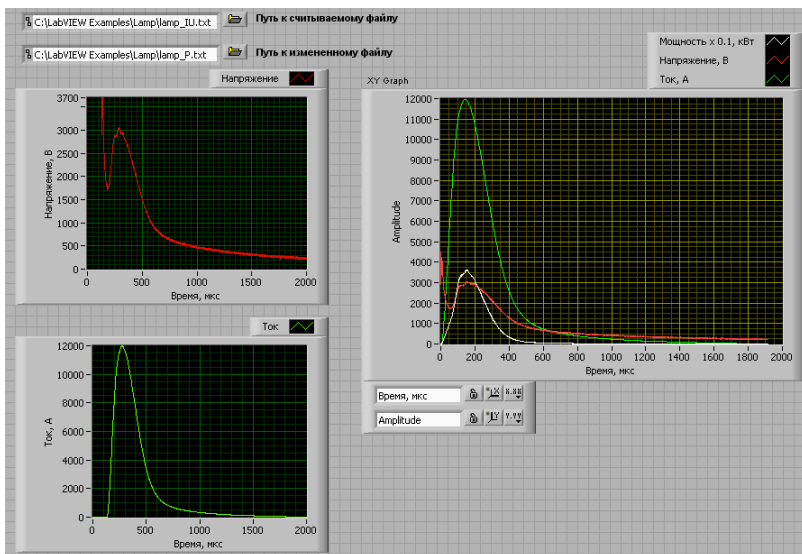 C:\LabVIEW Examples\Lamp\lamp_IU.txt
Путь к считываемому файлу
C:\LabVIEW Examples\Lamp\lamp_P.txt
Путь к измененному файлу
Напряжение
3700
3000
2500
2000
1500
1000
500
0
Напряжение, В
0 500 1000 1500 2000
Время, мкс
Ток
12000
10000
8000
6000
4000
2000
0
Ток, А
0 500 1000 1500 2000
Время, мкс
XY Graph
Мощность x 0.1, кВт
Напряжение, В
Ток, А
12000
11000
10000
9000
8000
7000
6000
5000
4000
3000
2000
1000
0
Amplitude
0 200 400 600 800 1000 1200 1400 1600 1800 2000
Время, мкс
Время, мкс
Amplitude